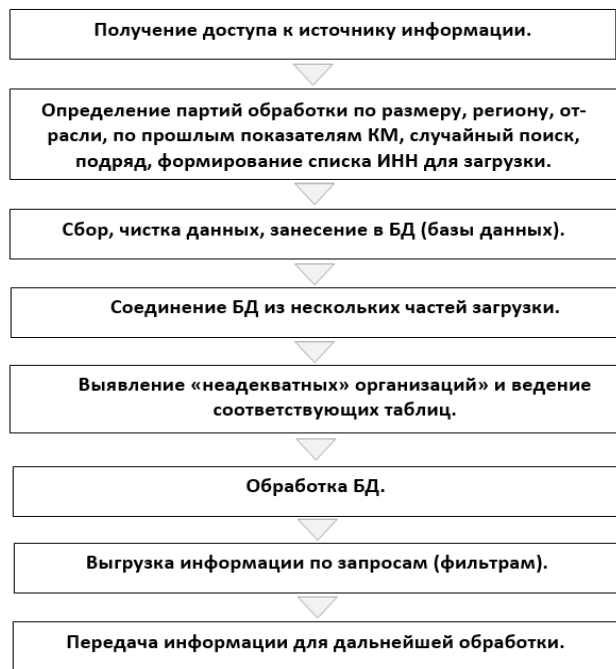 Получение доступа к источнику информации.
Определение партий обработки по размеру, региону, от-
расли, по прошлым показателям КМ, случайный поиск,
подряд, формирование списка ИНН для загрузки.
Сбор, чистка данных, занесение в БД (базы данных).
Соединение БД из нескольких частей загрузки.
Выявление «неадекватных» организаций» и ведение
соответствующих таблиц.
Обработка БД.
Выгрузка информации по запросам (фильтрам).
Передача информации для дальнейшей обработки.